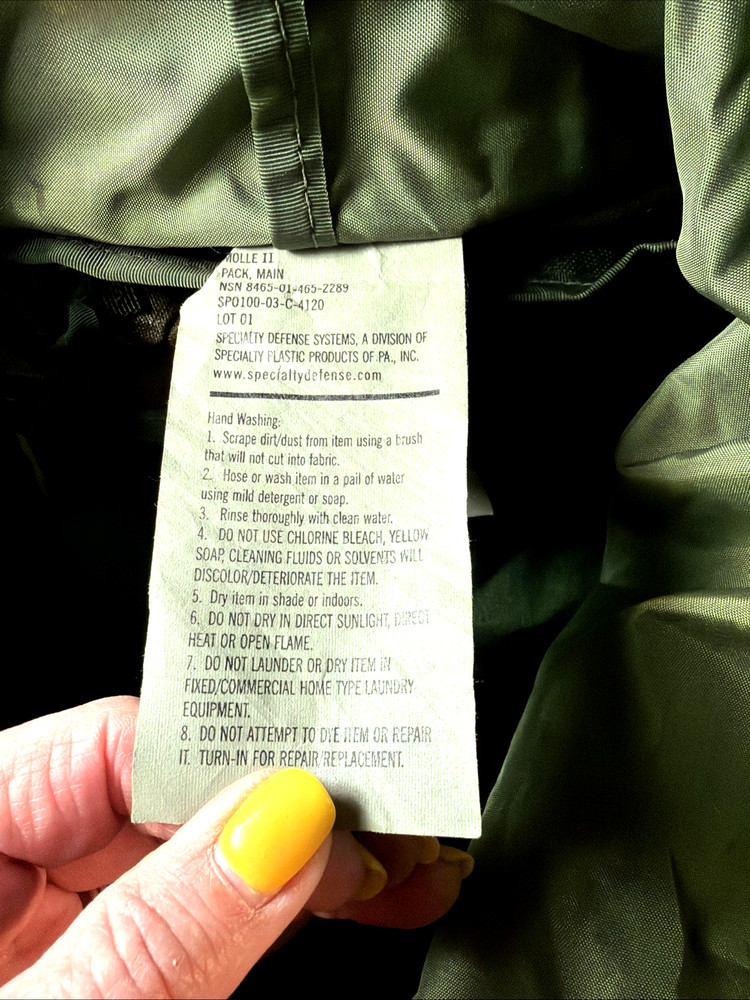 MOLLE II
PACK, MAIN
NSN 8465-01-465-2289
SPO100-03-C-4120
LOT 01
SPECIALTY DEFENSE SYSTEMS, A DIVISION OF
SPECIALTY PLASTIC PRODUCTS OF PA., INC.
www.specialtydefense.com
Hand Washing:
1. Scrape dirt/dust from item using a brush
that will not cut into fabric.
2. Hose or wash item in a pail of water
using mild detergent or soap.
3. Rinse thoroughly with clean water.
4. DO NOT USE CHLORINE BLEACH, YELLOW
SOAP, CLEANING FLUIDS OR SOLVENTS WILL
DISCOLOR/DETERIORATE THE ITEM.
5. Dry item in shade or indoors.
6. DO NOT DRY IN DIRECT SUNLIGHT, DIRECT
HEAT OR OPEN FLAME.
7. DO NOT LAUNDER OR DRY ITEM IN
FIXED/COMMERCIAL HOME TYPE LAUNDRY
EQUIPMENT.
8. DO NOT ATTEMPT TO DYE ITEM OR REPAIR
IT. TURN-IN FOR REPAIR/REPLACEMENT.